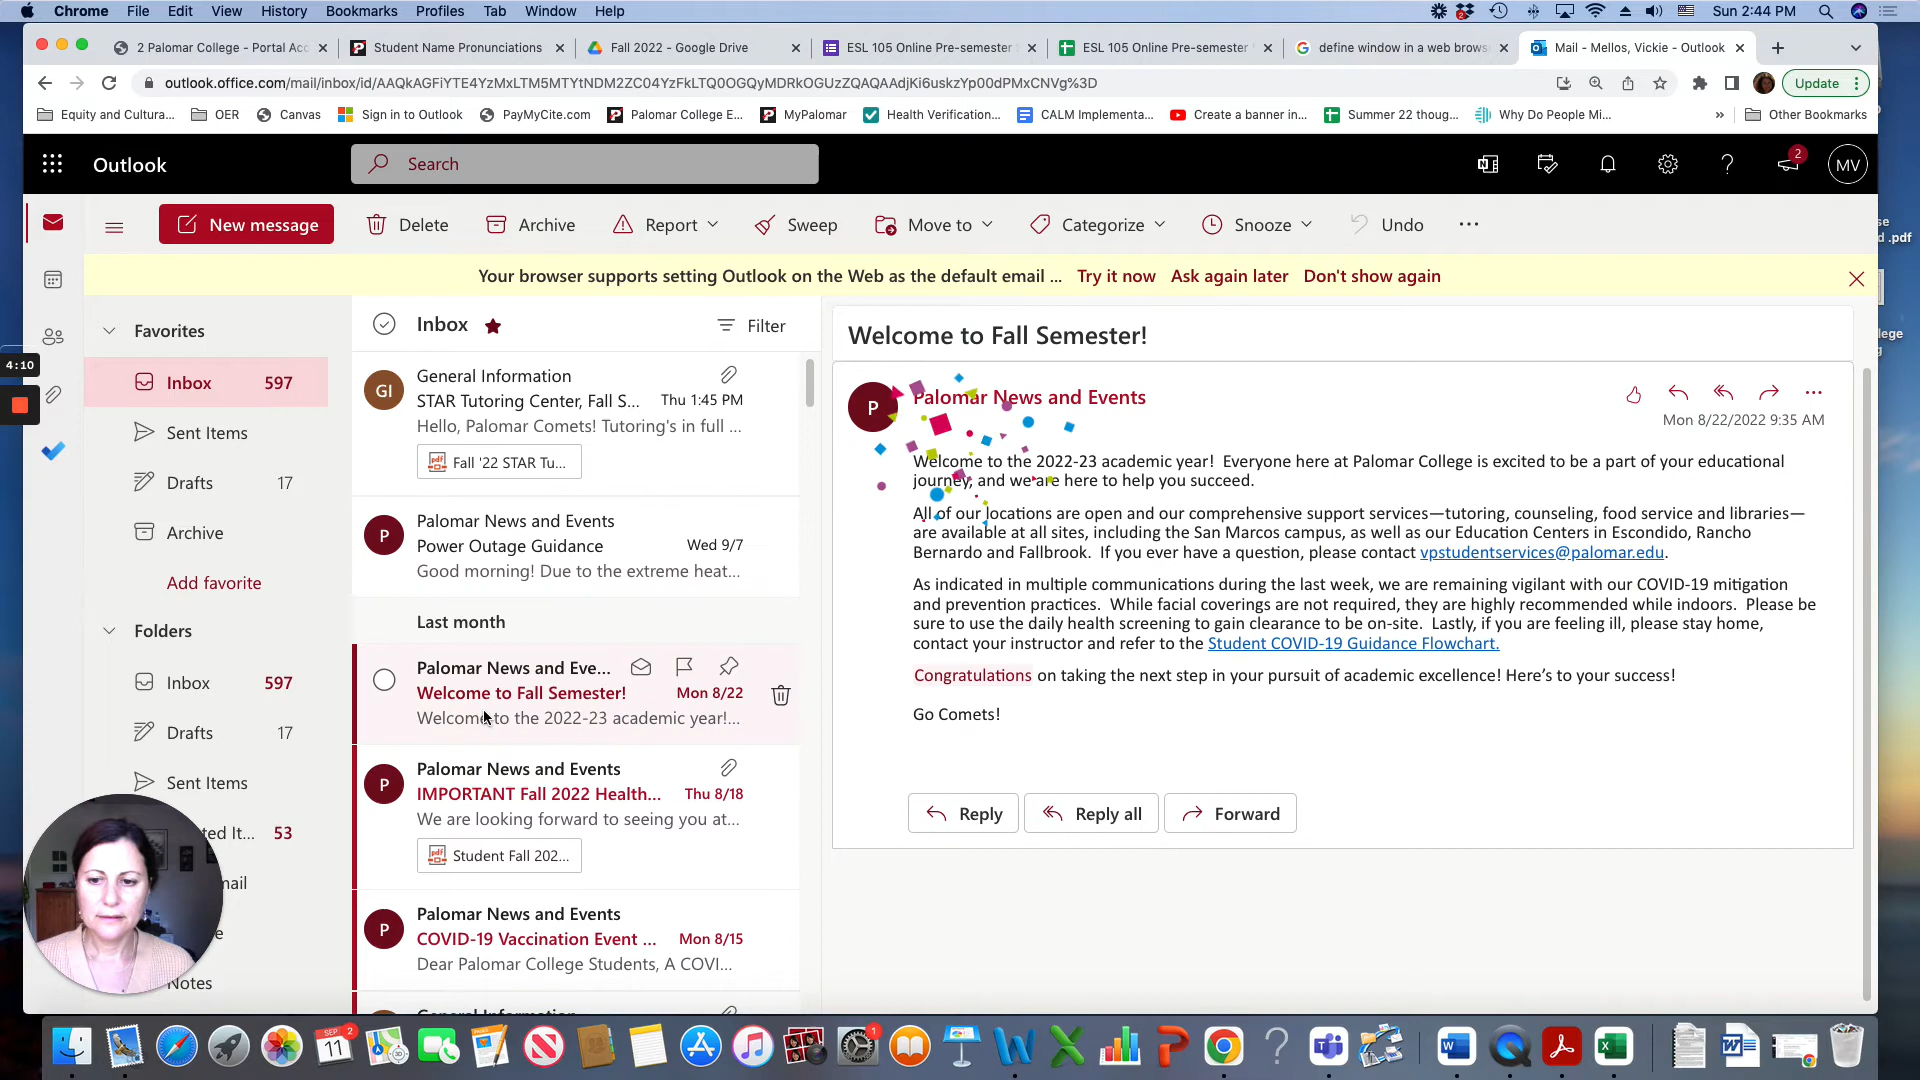 Chrome File Edit View History Bookmarks Profiles Tab Window Help Sun 2:44 PM
2 Palomar College - Portal Acc
Student Name Pronunciations
Fall 2022 - Google Drive
ESL 105 Online Pre-semester
ESL 105 Online Pre-semester
define window in a web brows
Mail - Mellos, Vickie - Outlook
outlook.office.com/mail/inbox/id/AAQkAGFiYTE4YzMxLTM5MTYtNDM2ZC04YzFkLTQ0OGQyMDRkOGUzZQAQAAdjKi6uskzYp00dPMxCNVg%3D
Update
Equity and Cultura... OER Canvas Sign in to Outlook PayMyCite.com Palomar College E... MyPalomar Health Verification... CALM Implementa... Create a banner in... Summer 22 thoug... Why Do People Mi... » Other Bookmarks
Outlook
Search
2
MV
New message Delete Archive Report Sweep Move to Categorize Snooze Undo
Your browser supports setting Outlook on the Web as the default email ... Try it now Ask again later Don't show again
4:10
Favorites
Inbox 597
Sent Items
Drafts 17
Archive
Add favorite
Folders
Inbox 597
Drafts 17
Sent Items
ted It... 53
mail
e
Notes
Inbox
Filter
GI
General Information
STAR Tutoring Center, Fall S... Thu 1:45 PM
Hello, Palomar Comets! Tutoring's in full ...
Fall '22 STAR Tu...
P
Palomar News and Events
Power Outage Guidance Wed 9/7
Good morning! Due to the extreme heat...
Last month
Palomar News and Eve...
Welcome to Fall Semester! Mon 8/22
Welcome to the 2022-23 academic year!...
P
Palomar News and Events
IMPORTANT Fall 2022 Health... Thu 8/18
We are looking forward to seeing you at...
Student Fall 202...
P
Palomar News and Events
COVID-19 Vaccination Event ... Mon 8/15
Dear Palomar College Students, A COVI...
General Information
Welcome to Fall Semester!
P
Palomar News and Events
Mon 8/22/2022 9:35 AM
Welcome to the 2022-23 academic year! Everyone here at Palomar College is excited to be a part of your educational
journey, and we are here to help you succeed.
All of our locations are open and our comprehensive support services—tutoring, counseling, food service and libraries—
are available at all sites, including the San Marcos campus, as well as our Education Centers in Escondido, Rancho
Bernardo and Fallbrook. If you ever have a question, please contact vpstudentservices@palomar.edu.
As indicated in multiple communications during the last week, we are remaining vigilant with our COVID-19 mitigation
and prevention practices. While facial coverings are not required, they are highly recommended while indoors. Please be
sure to use the daily health screening to gain clearance to be on-site. Lastly, if you are feeling ill, please stay home,
contact your instructor and refer to the Student COVID-19 Guidance Flowchart.
Congratulations on taking the next step in your pursuit of academic excellence! Here's to your success!
Go Comets!
Reply
Reply all
Forward
se
d .pdf
lege
g
SEP
11
2
1